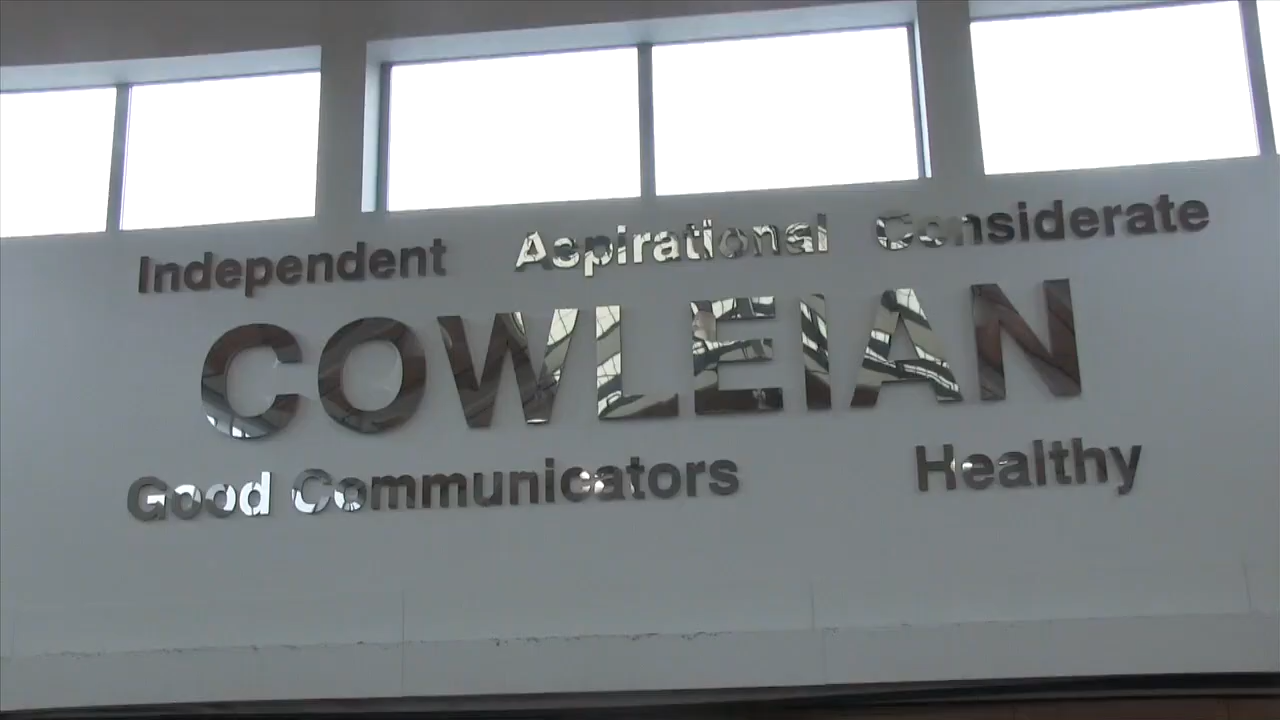 Independent Aspirational Considerate
COWLEIAN
Good Communicators Healthy